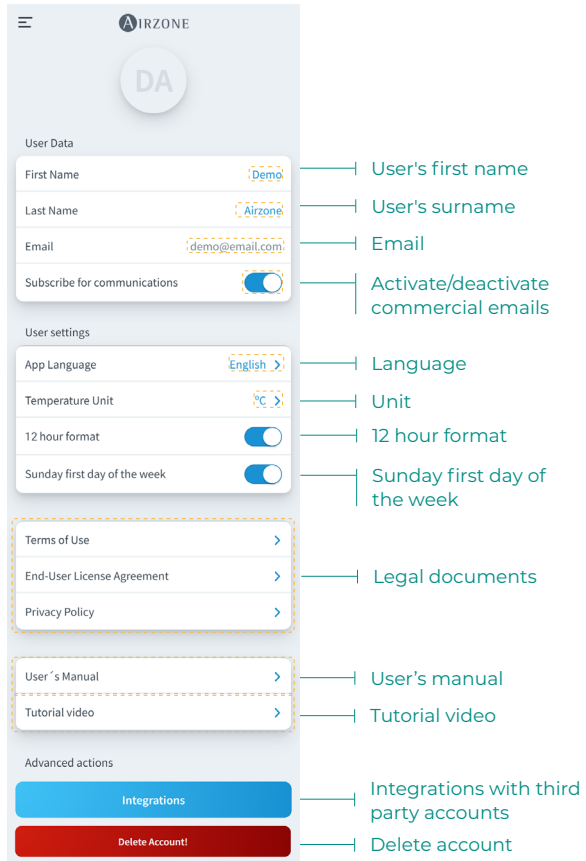 AIRZONE
DA
User Data
First Name Demo User's first name
Last Name Airzone User's surname
Email demo@email.com Email
Subscribe for communications Activate/deactivate
commercial emails
User settings
App Language English Language
Temperature Unit ºC Unit
12 hour format 12 hour format
Sunday first day of the week Sunday first day of
the week
Terms of Use
End-User License Agreement Legal documents
Privacy Policy
User´s Manual User’s manual
Tutorial video Tutorial video
Advanced actions
Integrations Integrations with third
party accounts
Delete Account! Delete account